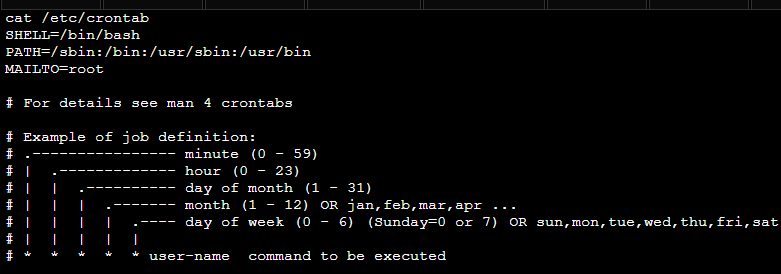 cat /etc/crontab
SHELL=/bin/bash
PATH=/sbin:/bin:/usr/sbin:/usr/bin
MAILTO=root

# For details see man 4 crontabs

# Example of job definition:
# .---------------- minute (0 - 59)
# |  .------------- hour (0 - 23)
# |  |  .---------- day of month (1 - 31)
# |  |  |  .------- month (1 - 12) OR jan,feb,mar,apr ...
# |  |  |  |  .---- day of week (0 - 6) (Sunday=0 or 7) OR sun,mon,tue,wed,thu,fri,sat
# |  |  |  |  |
# *  *  *  *  * user-name  command to be executed